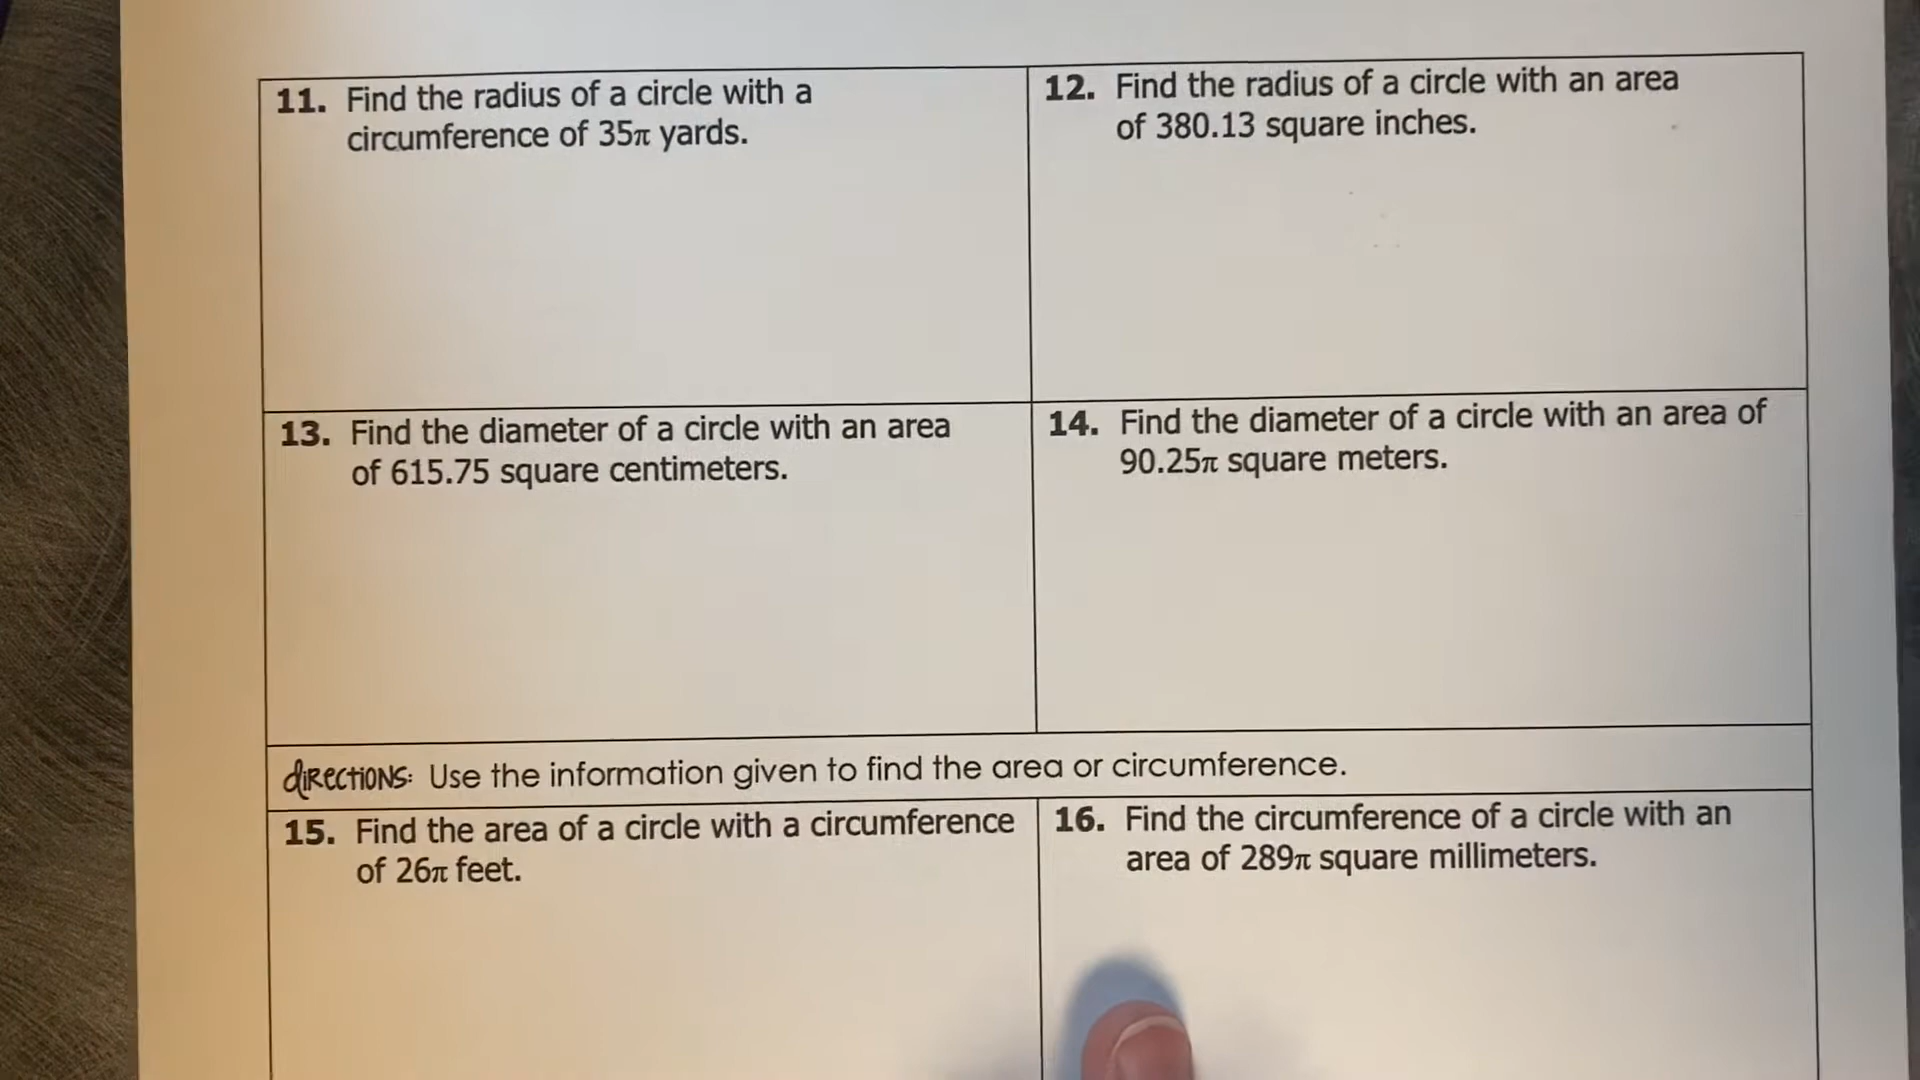 11. Find the radius of a circle with a
circumference of 35π yards.
12. Find the radius of a circle with an area
of 380.13 square inches.
13. Find the diameter of a circle with an area
of 615.75 square centimeters.
14. Find the diameter of a circle with an area of
90.25π square meters.
directions: Use the information given to find the area or circumference.
15. Find the area of a circle with a circumference
of 26π feet.
16. Find the circumference of a circle with an
area of 289π square millimeters.